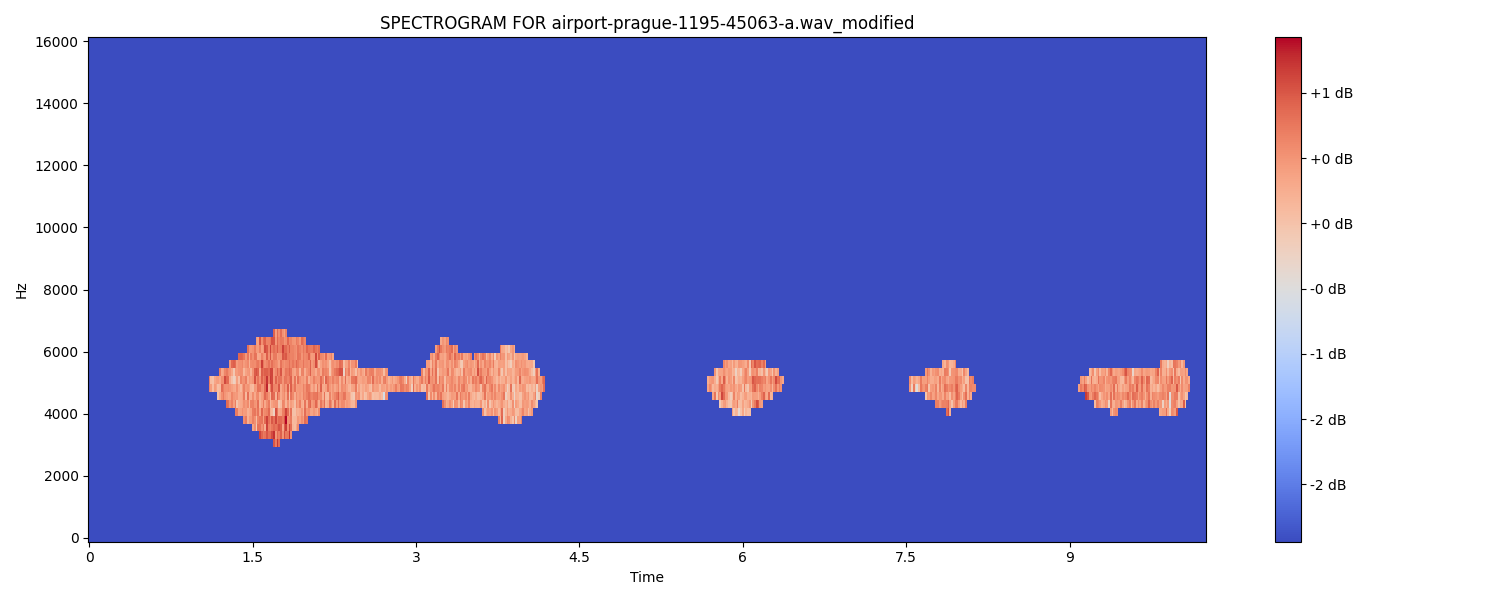 SPECTROGRAM FOR airport-prague-1195-45063-a.wav_modified
16000
14000
12000
10000
8000
6000
4000
2000
0
Hz
0 1.5 3 4.5 6 7.5 9
Time
+1 dB
+0 dB
+0 dB
-0 dB
-1 dB
-2 dB
-2 dB